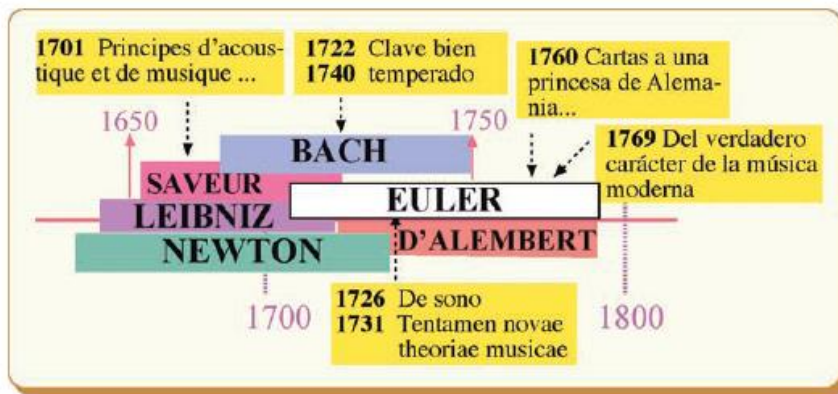 1701 Principes d'acous-
tique et de musique ...
1722 Clave bien
1740 temperado
1760 Cartas a una
princesa de Alema-
nia...
1769 Del verdadero
carácter de la música
moderna
1650
1750
BACH
SAVEUR
EULER
LEIBNIZ
D'ALEMBERT
NEWTON
1700
1800
1726 De sono
1731 Tentamen novae
theoriae musicae